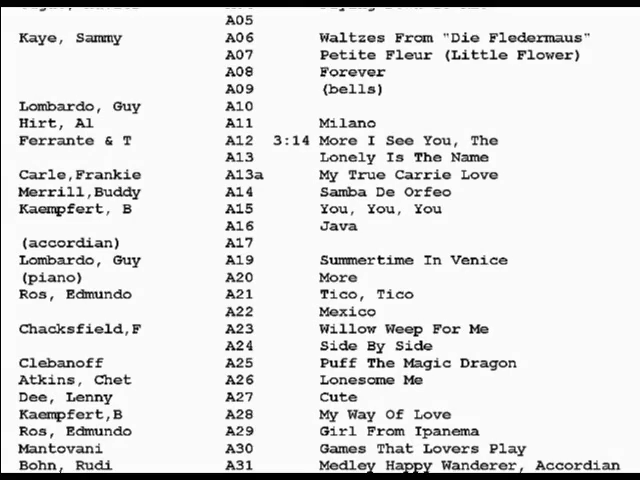 A05
Kaye, Sammy A06 Waltzes From "Die Fledermaus"
A07 Petite Fleur (Little Flower)
A08 Forever
A09 (bells)
Lombardo, Guy A10
Hirt, Al A11 Milano
Ferrante & T A12 3:14 More I See You, The
A13 Lonely Is The Name
Carle,Frankie A13a My True Carrie Love
Merrill,Buddy A14 Samba De Orfeo
Kaempfert, B A15 You, You, You
A16 Java
(accordian) A17
Lombardo, Guy A19 Summertime In Venice
(piano) A20 More
Ros, Edmundo A21 Tico, Tico
A22 Mexico
Chacksfield,F A23 Willow Weep For Me
A24 Side By Side
Clebanoff A25 Puff The Magic Dragon
Atkins, Chet A26 Lonesome Me
Dee, Lenny A27 Cute
Kaempfert,B A28 My Way Of Love
Ros, Edmundo A29 Girl From Ipanema
Mantovani A30 Games That Lovers Play
Bohn, Rudi A31 Medley Happy Wanderer, Accordian